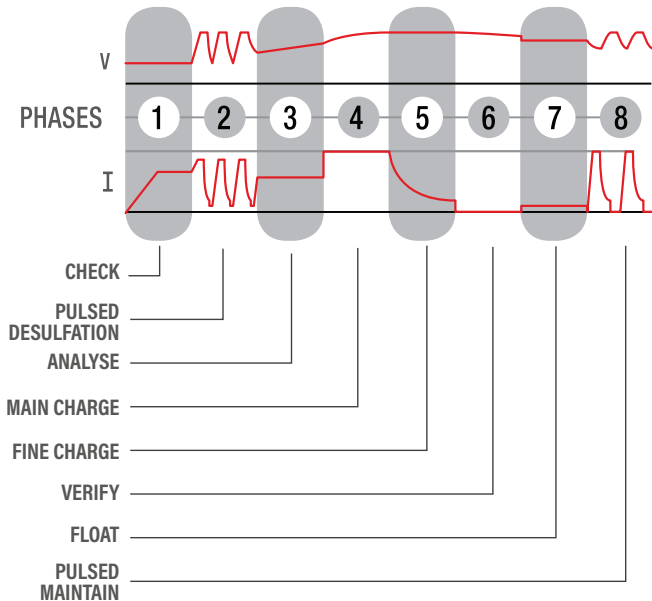 V
PHASES 1 2 3 4 5 6 7 8
I
CHECK
PULSED
DESULFATION
ANALYSE
MAIN CHARGE
FINE CHARGE
VERIFY
FLOAT
PULSED
MAINTAIN